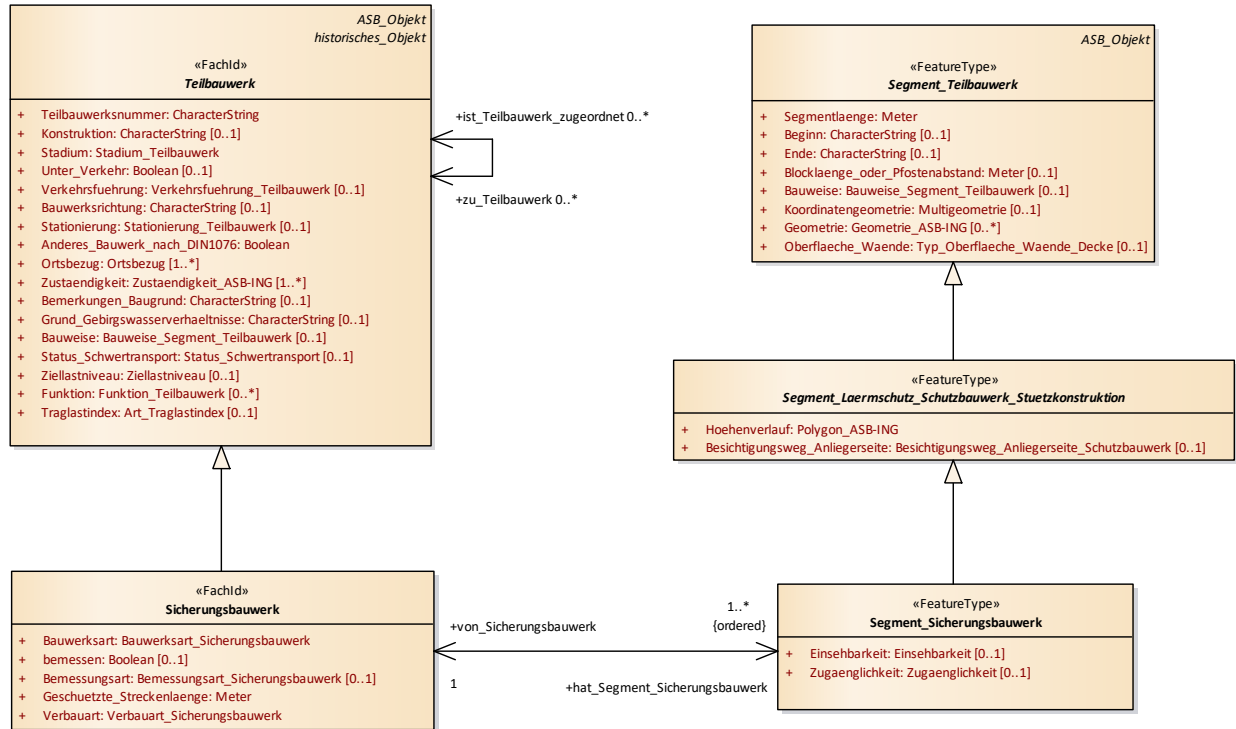 ASB_Objekt
historisches_Objekt
«FachId»
Teilbauwerk
+ Teilbauwerksnummer: CharacterString
+ Konstruktion: CharacterString [0..1]
+ Stadium: Stadium_Teilbauwerk
+ Unter_Verkehr: Boolean [0..1]
+ Verkehrsfuehrung: Verkehrsfuehrung_Teilbauwerk [0..1]
+ Bauwerksrichtung: CharacterString [0..1]
+ Stationierung: Stationierung_Teilbauwerk [0..1]
+ Anderes_Bauwerk_nach_DIN1076: Boolean
+ Ortsbezug: Ortsbezug [1..*]
+ Zustaendigkeit: Zustaendigkeit_ASB-ING [1..*]
+ Bemerkungen_Baugrund: CharacterString [0..1]
+ Grund_Gebirgswasserverhaeltnisse: CharacterString [0..1]
+ Bauweise: Bauweise_Segment_Teilbauwerk [0..1]
+ Status_Schwertransport: Status_Schwertransport [0..1]
+ Ziellastniveau: Ziellastniveau [0..1]
+ Funktion: Funktion_Teilbauwerk [0..*]
+ Traglastindex: Art_Traglastindex [0..1]
+ist_Teilbauwerk_zugeordnet 0..*
+zu_Teilbauwerk 0..*
ASB_Objekt
«FeatureType»
Segment_Teilbauwerk
+ Segmentlaenge: Meter
+ Beginn: CharacterString [0..1]
+ Ende: CharacterString [0..1]
+ Blocklaenge_oder_Pfostenabstand: Meter [0..1]
+ Bauweise: Bauweise_Segment_Teilbauwerk [0..1]
+ Koordinatengeometrie: Multigeometrie [0..1]
+ Geometrie: Geometrie_ASB-ING [0..*]
+ Oberflaeche_Waende: Typ_Oberflaeche_Waende_Decke [0..1]
«FeatureType»
Segment_Laermschutz_Schutzbauwerk_Stuetzkonstruktion
+ Hoehenverlauf: Polygon_ASB-ING
+ Besichtigungsweg_Anliegerseite: Besichtigungsweg_Anliegerseite_Schutzbauwerk [0..1]
«FachId»
Sicherungsbauwerk
+ Bauwerksart: Bauwerksart_Sicherungsbauwerk
+ bemessen: Boolean [0..1]
+ Bemessungsart: Bemessungsart_Sicherungsbauwerk [0..1]
+ Geschuetzte_Streckenlaenge: Meter
+ Verbauart: Verbauart_Sicherungsbauwerk
+von_Sicherungsbauwerk
1
1..*
{ordered}
+hat_Segment_Sicherungsbauwerk
«FeatureType»
Segment_Sicherungsbauwerk
+ Einsehbarkeit: Einsehbarkeit [0..1]
+ Zugaenglichkeit: Zugaenglichkeit [0..1]